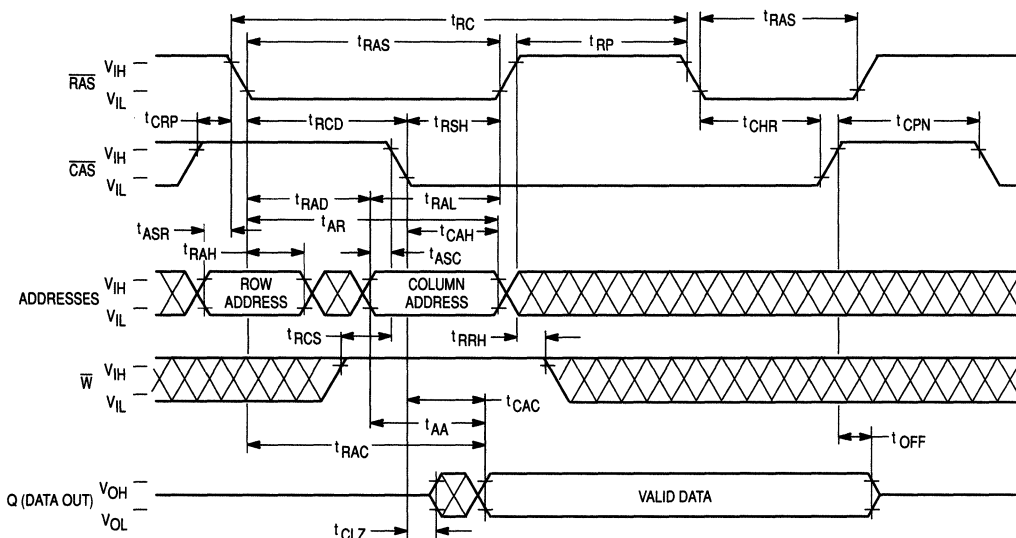 tRC
tRAS tRP tRAS
RAS VIH
VIL
tCRP tRCD tRSH tCHR tCPN
CAS VIH
VIL
tRAD tRAL
tAR
tASR tCAH
tRAH tASC
ADDRESSES VIH
VIL
ROW ADDRESS
COLUMN ADDRESS
tRCS tRRH
W VIH
VIL
tCAC
tAA
tRAC tOFF
Q (DATA OUT) VOH
VOL
VALID DATA
tCLZ